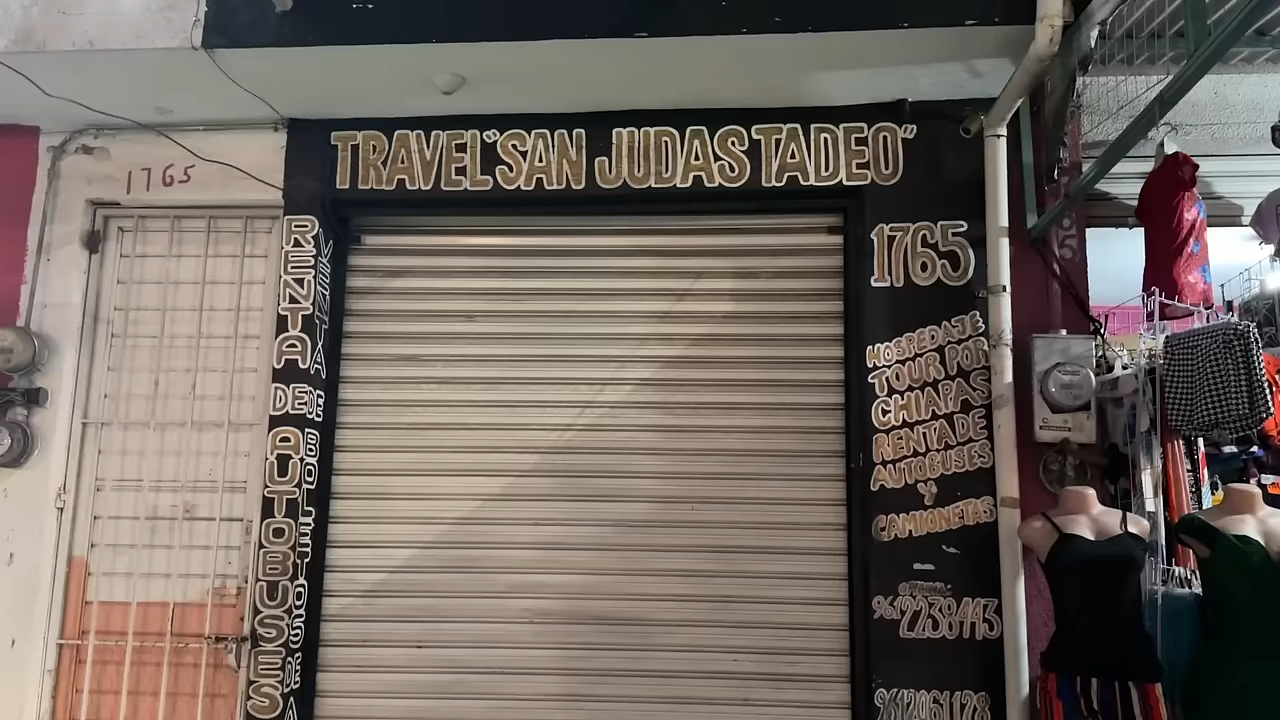 TRAVEL "SAN JUDAS TADEO"
1765
1765
RENTA DE AUTOBUSES
VENTA DE BOLETOS DE A
HOSPEDAJE
TOUR POR
CHIAPAS
RENTA DE
AUTOBUSES
Y
CAMIONETAS
OFICINA:
9612238443
9612061178